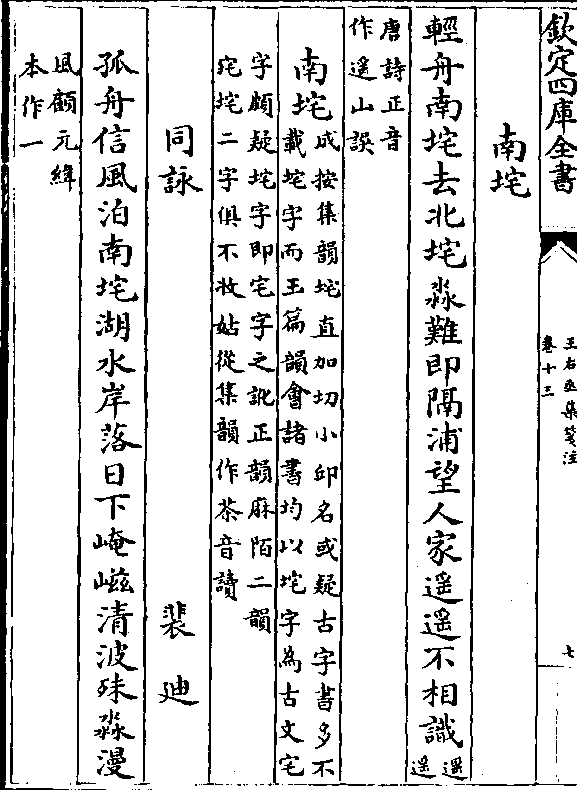 欽定四庫全書
王右丞集箋注
卷十三
七
南垞
輕舟南垞去北垞淼難即隔浦望人家遥遥不相識
遥遥
唐詩正音
作遥山誤
南垞
成按集韻垞直加切小邱名或疑古字書多不
載垞字而玉篇韻會諸書均以垞字為古文宅
字頗疑垞字即宅字之訛正韻麻陌二韻
宅垞二字俱不收姑從集韻作茶音讀
同詠　裴迪
孤舟信風泊南垞湖水岸落日下崦嵫清波殊淼漫
風顧元緯
本作一